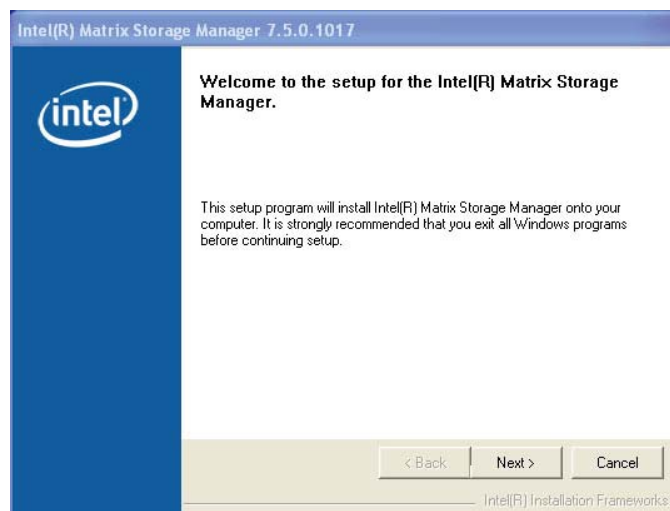 Intel(R) Matrix Storage Manager 7.5.0.1017
intel
Welcome to the setup for the Intel(R) Matrix Storage
Manager.
This setup program will install Intel(R) Matrix Storage Manager onto your
computer. It is strongly recommended that you exit all Windows programs
before continuing setup.
< Back
Next >
Cancel
Intel(R) Installation Frameworks